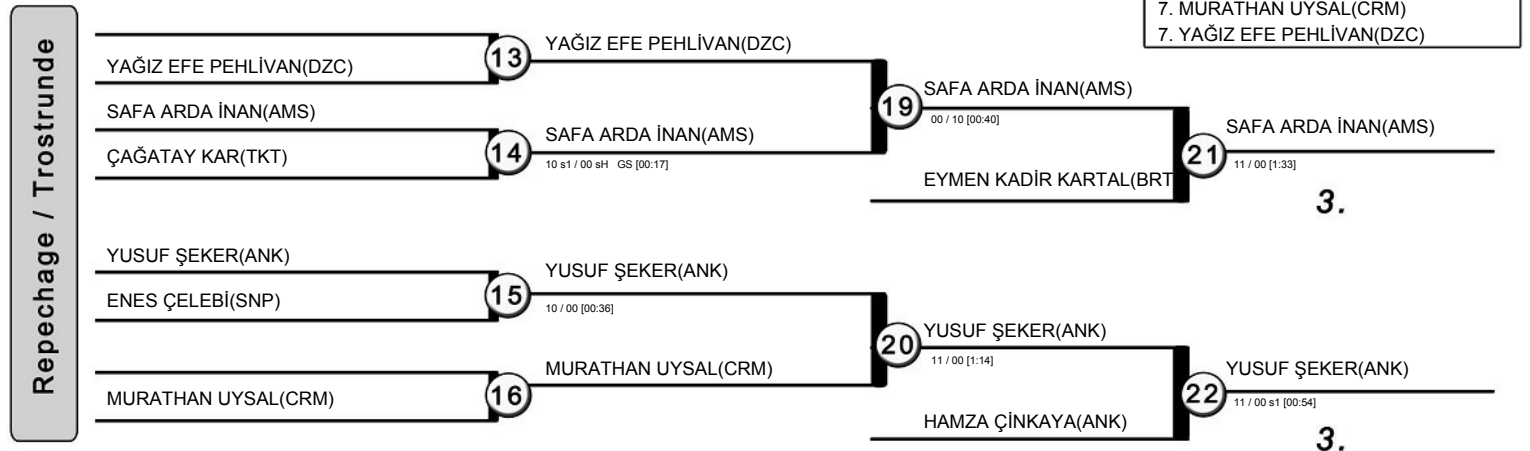 7. MURATHAN UYSAL(CRM)
7. YAĞIZ EFE PEHLİVAN(DZC)
Repechage / Trostrunde
YAĞIZ EFE PEHLİVAN(DZC)
13
YAĞIZ EFE PEHLİVAN(DZC)
SAFA ARDA İNAN(AMS)
ÇAĞATAY KAR(TKT)
14
SAFA ARDA İNAN(AMS)
10 s1 / 00 sH GS [00:17]
19
SAFA ARDA İNAN(AMS)
00 / 10 [00:40]
EYMEN KADİR KARTAL(BRT
21
SAFA ARDA İNAN(AMS)
11 / 00 [1:33]
3.
YUSUF ŞEKER(ANK)
ENES ÇELEBİ(SNP)
15
YUSUF ŞEKER(ANK)
10 / 00 [00:36]
MURATHAN UYSAL(CRM)
16
MURATHAN UYSAL(CRM)
20
YUSUF ŞEKER(ANK)
11 / 00 [1:14]
HAMZA ÇİNKAYA(ANK)
22
YUSUF ŞEKER(ANK)
11 / 00 s1 [00:54]
3.